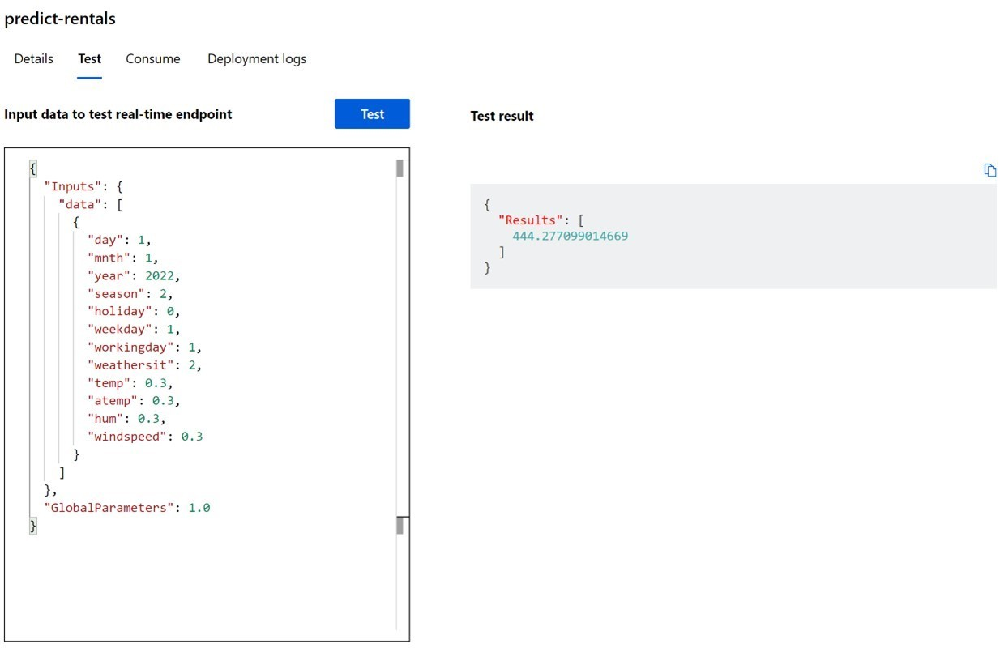 predict-rentals
Details Test Consume Deployment logs
Input data to test real-time endpoint
Test
{
"Inputs": {
"data": [
{
"day": 1,
"mnth": 1,
"year": 2022,
"season": 2,
"holiday": 0,
"weekday": 1,
"workingday": 1,
"weathersit": 2,
"temp": 0.3,
"atemp": 0.3,
"hum": 0.3,
"windspeed": 0.3
}
]
},
"GlobalParameters": 1.0
}
Test result
{
"Results": [
444.277099014669
]
}